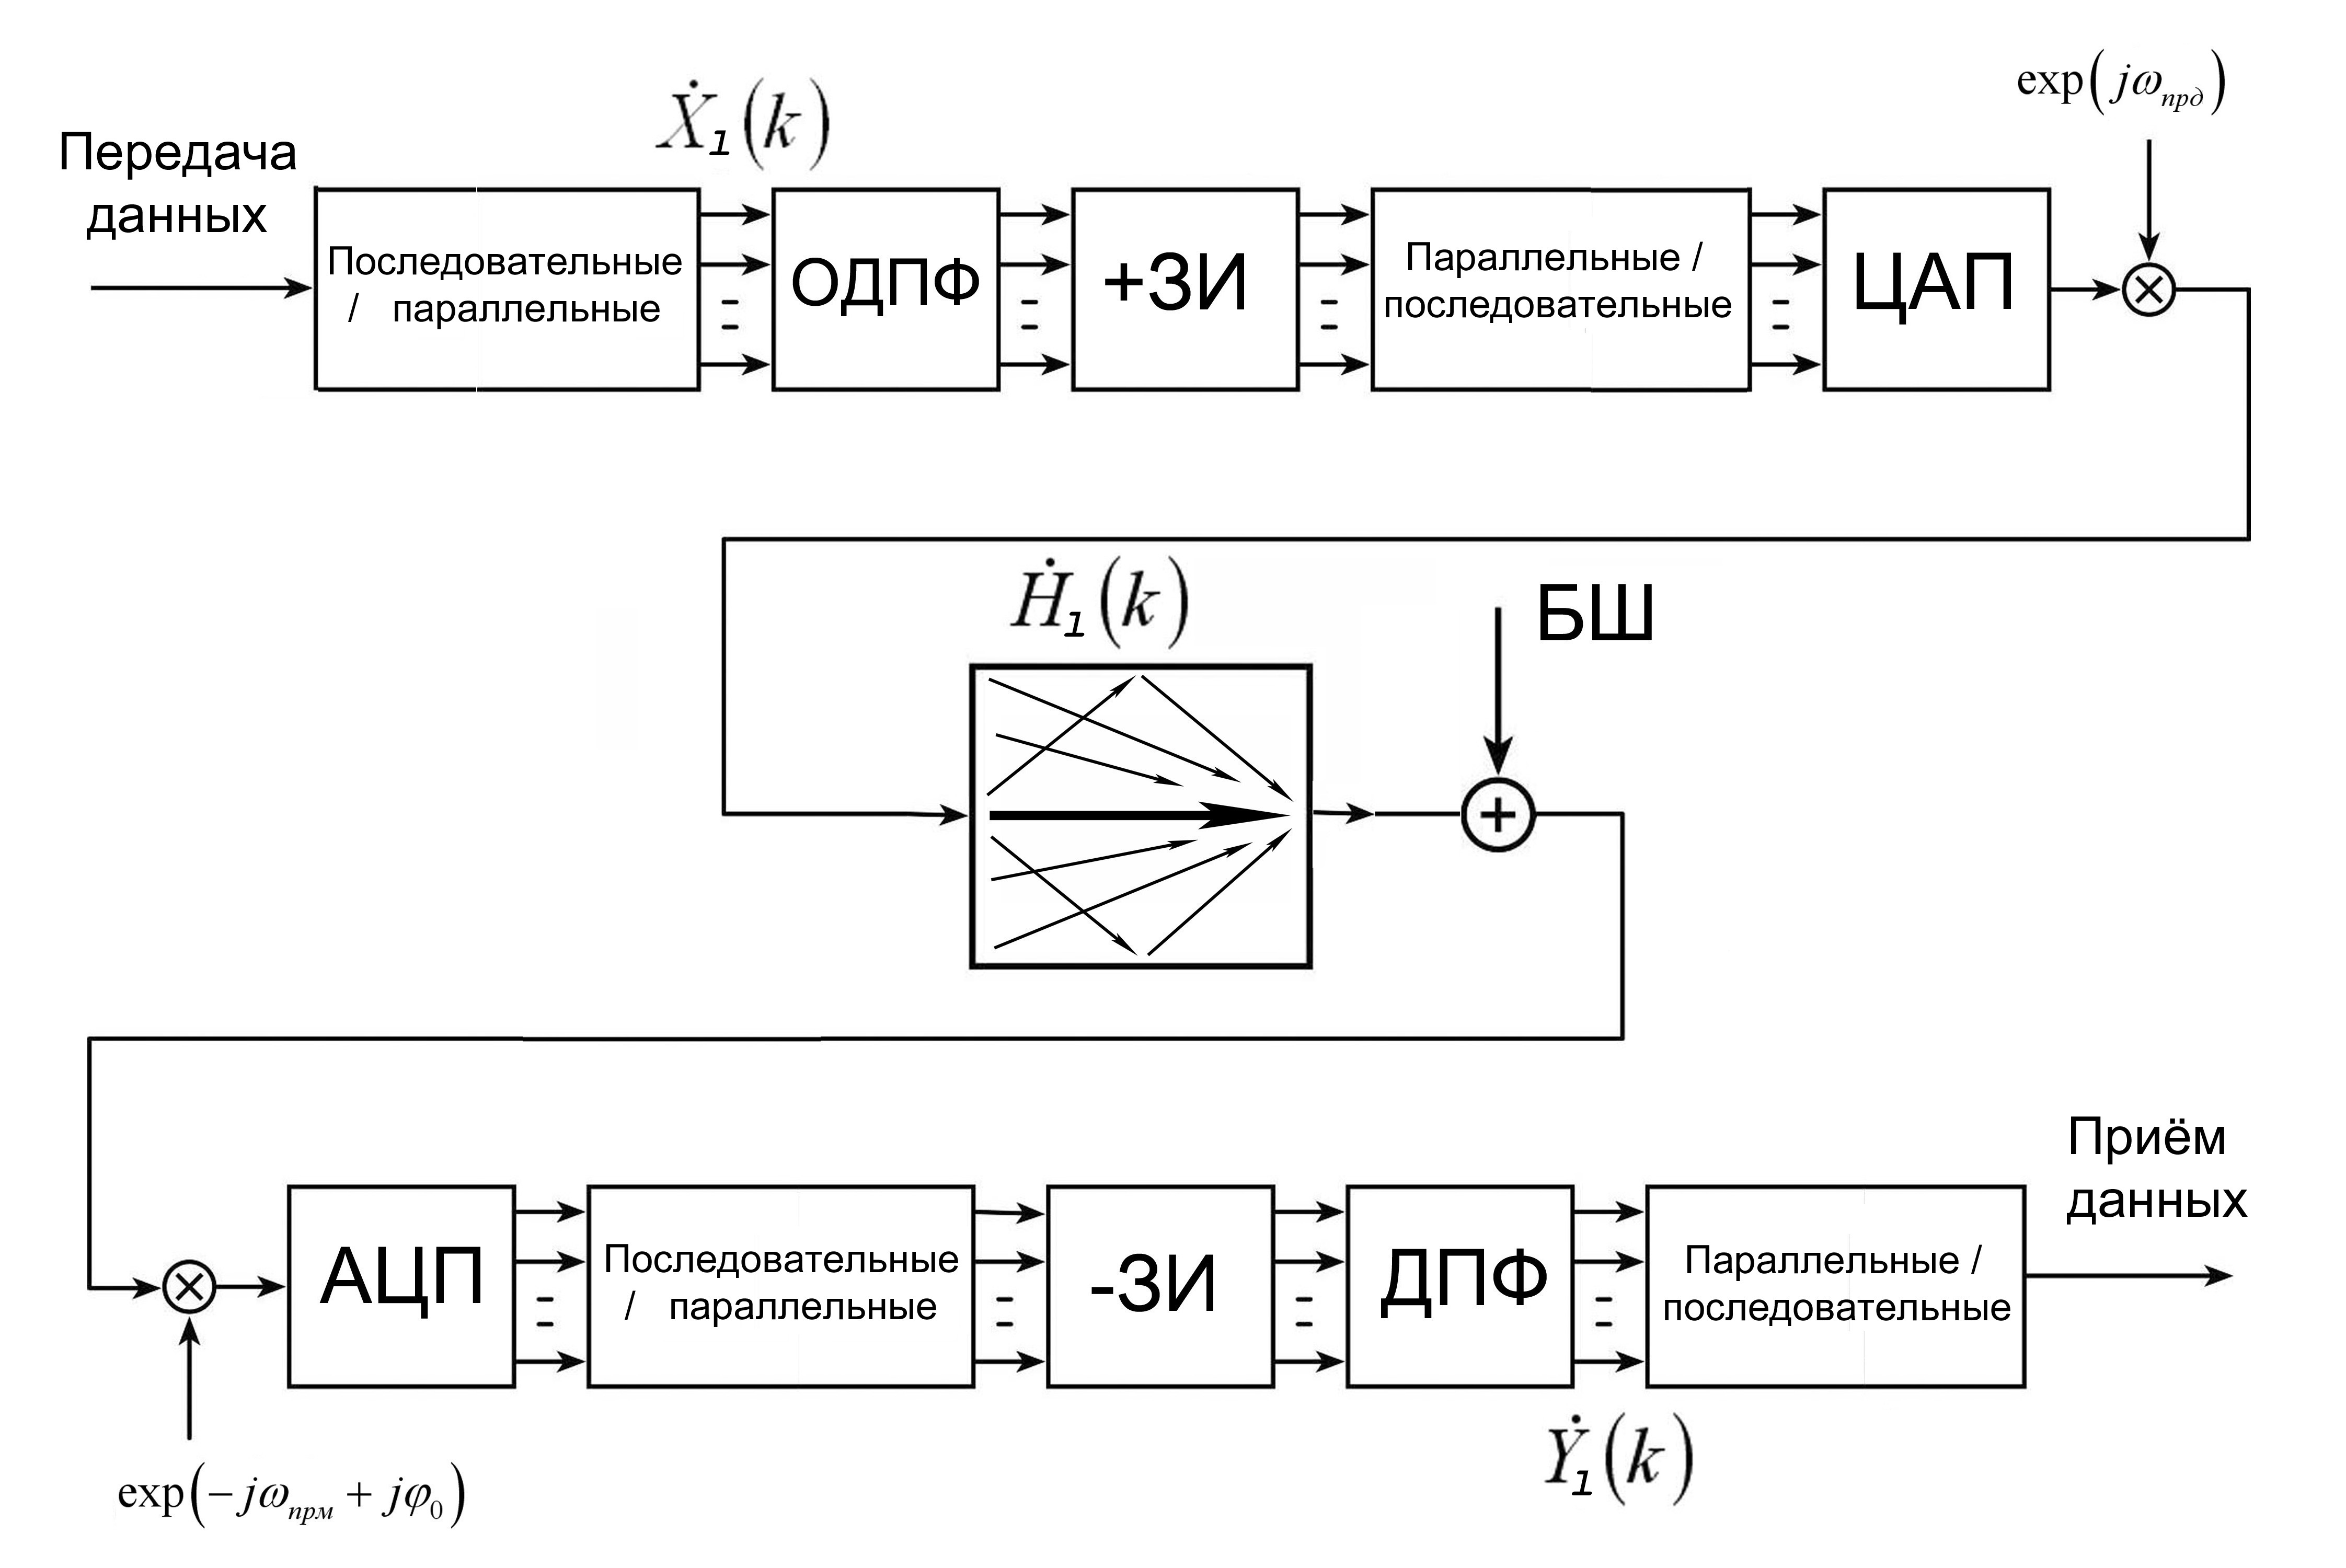 Ẋ₁(k)
exp(jω_прд)
Передача
данных
Последовательные
/ параллельные
ОДПФ
+ЗИ
Параллельные /
последовательные
ЦАП
Ḣ₁(k)
БШ
Приём
данных
АЦП
Последовательные
/ параллельные
-ЗИ
ДПФ
Параллельные /
последовательные
exp(−jω_прм + jφ₀)
Ẏ₁(k)